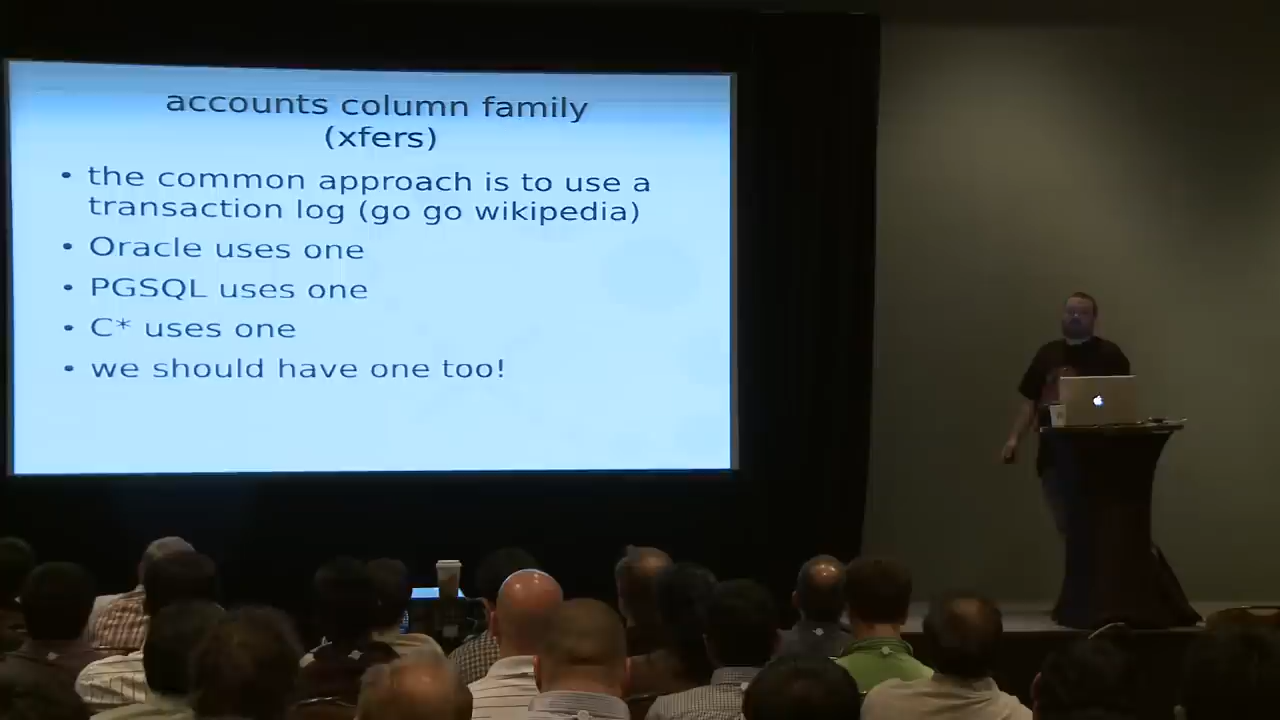 accounts column family
(xfers)
• the common approach is to use a
transaction log (go go wikipedia)
• Oracle uses one
• PGSQL uses one
• C* uses one
• we should have one too!